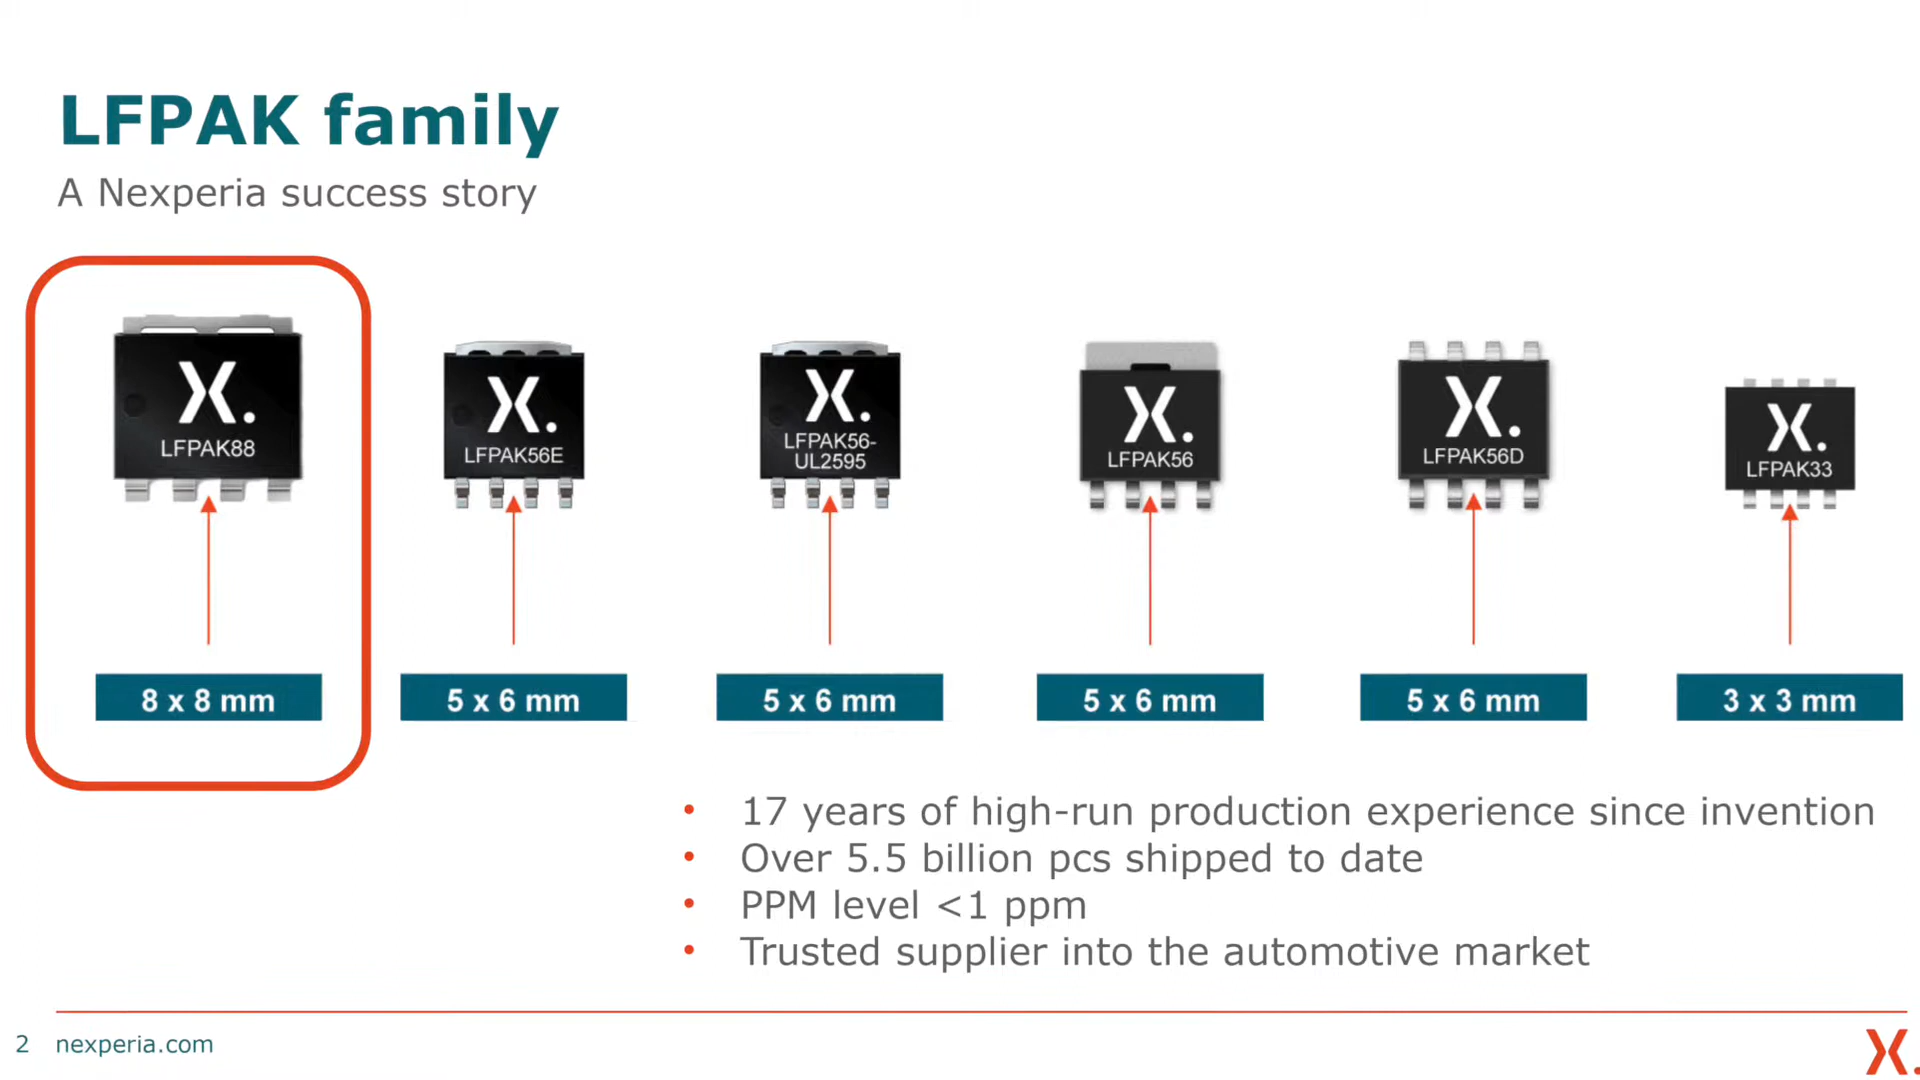 LFPAK family
A Nexperia success story
X.
LFPAK88
X.
LFPAK56E
X.
LFPAK56-
UL2595
X.
LFPAK56
X.
LFPAK56D
X.
LFPAK33
8 x 8 mm
5 x 6 mm
5 x 6 mm
5 x 6 mm
5 x 6 mm
3 x 3 mm
• 17 years of high-run production experience since invention
• Over 5.5 billion pcs shipped to date
• PPM level <1 ppm
• Trusted supplier into the automotive market
2 nexperia.com
X.